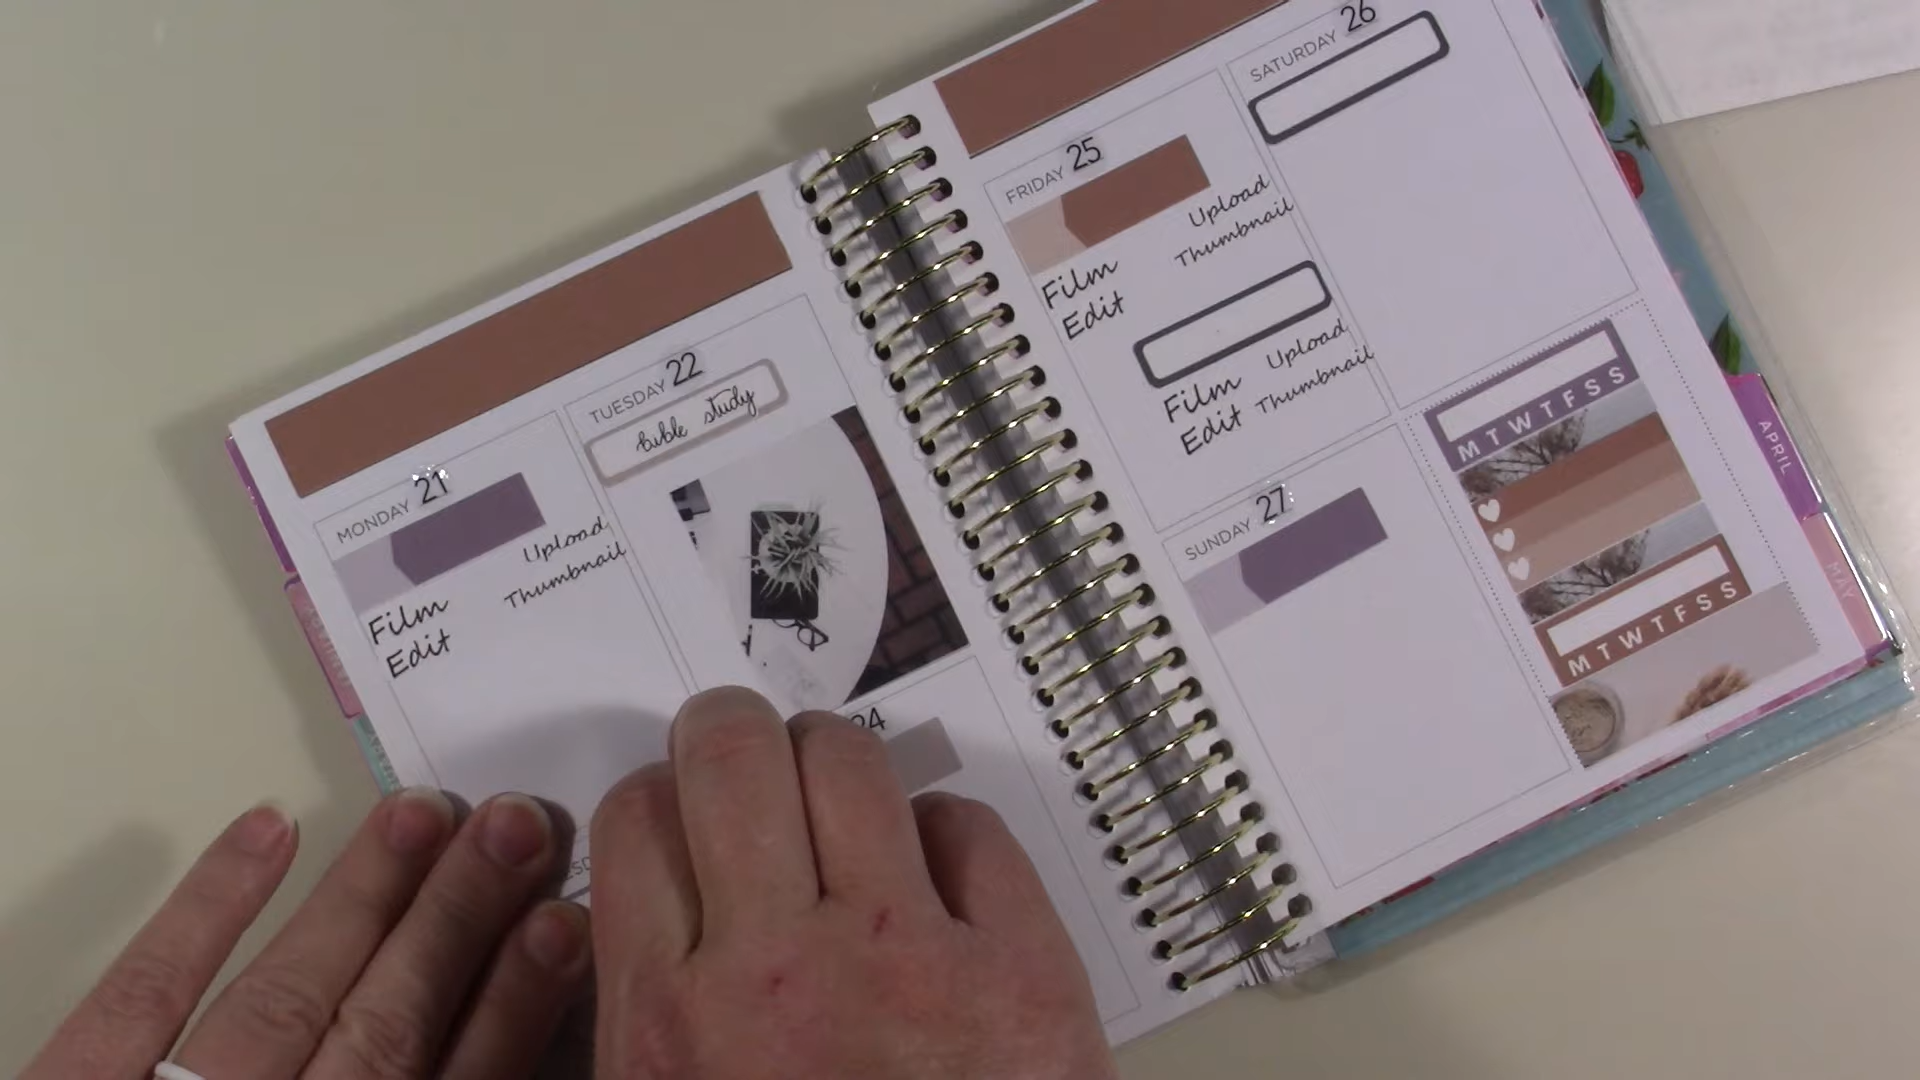 MONDAY 21
Upload
Thumbnail
Film
Edit
TUESDAY 22
bible study
24
FRIDAY 25
Upload
Thumbnail
Film
Edit
Upload
Thumbnail
Film
Edit
SATURDAY 26
SUNDAY 27
M T W T F S S
M T W T F S S
APRIL
MAY